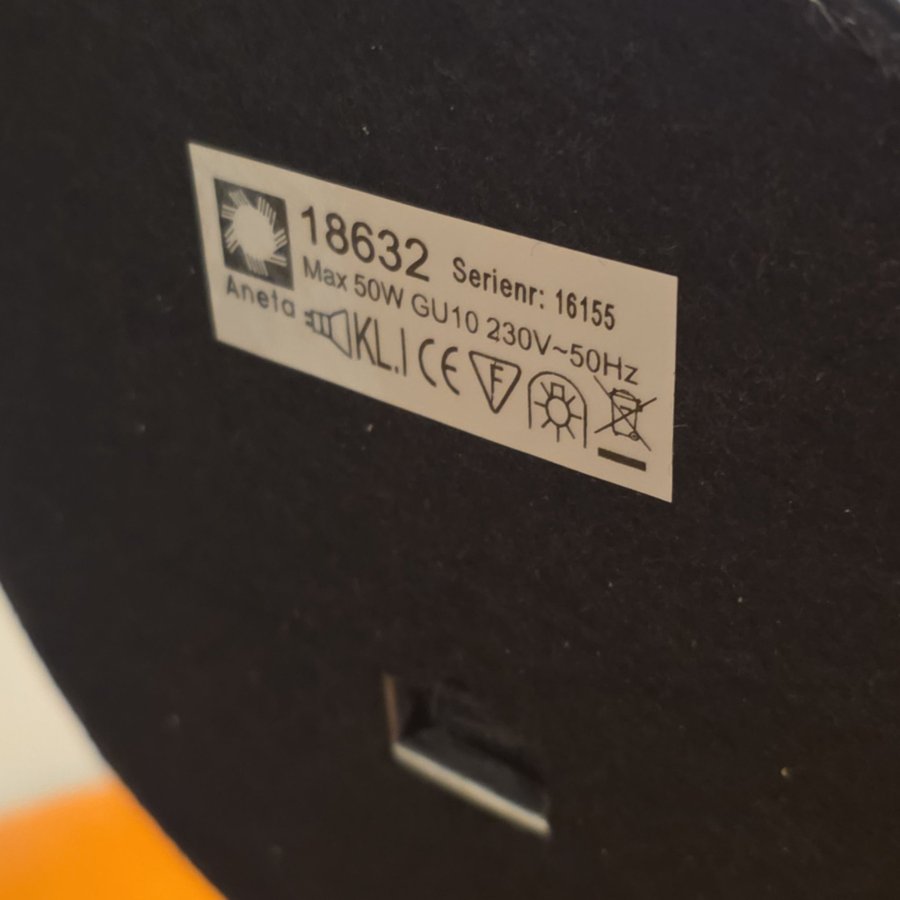 18632 Serienr: 16155
Max 50W GU10 230V~50Hz
Aneta
KL.I CE F